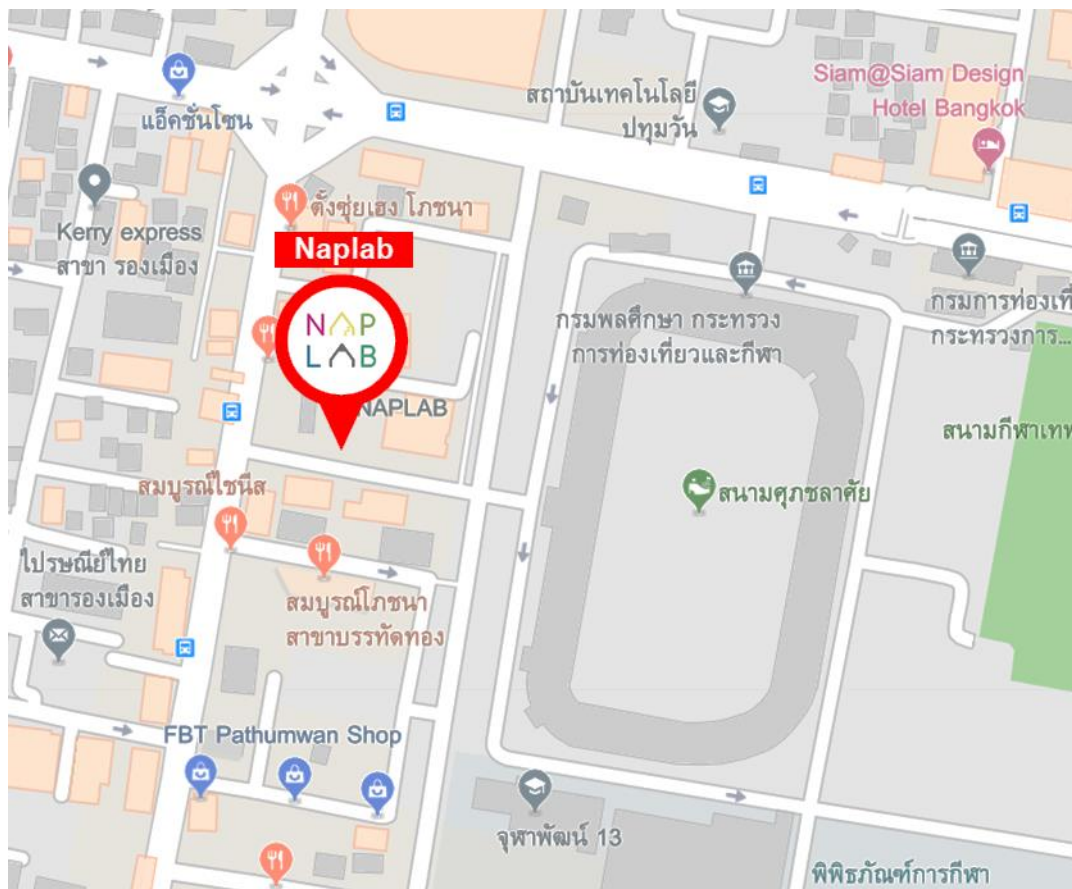 Siam@Siam Design
Hotel Bangkok
สถาบันเทคโนโลยี
ปทุมวัน
แอ็คชั่นโซน
ตั้งซุ่ยเฮง โภชนา
Kerry express
สาขา รองเมือง
Naplab
NAP
LAB
NAPLAB
กรมพลศึกษา กระทรวง
การท่องเที่ยวและกีฬา
กรมการท่องเที่
กระทรวงการ...
สนามกีฬาเทพ
สมบูรณ์ไชนีส
สนามศุภชลาศัย
ไปรษณีย์ไทย
สาขารองเมือง
สมบูรณ์โภชนา
สาขาบรรทัดทอง
FBT Pathumwan Shop
จุฬาพัฒน์ 13
พิพิธภัณฑ์การกีฬา